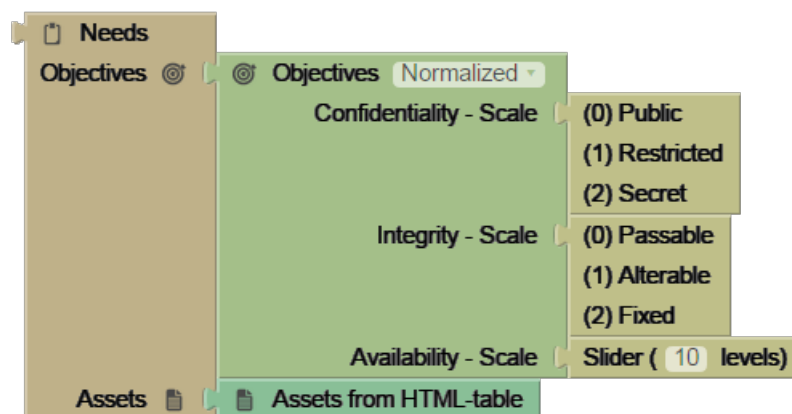 Needs
Objectives Objectives Normalized
Confidentiality - Scale (0) Public
(1) Restricted
(2) Secret
Integrity - Scale (0) Passable
(1) Alterable
(2) Fixed
Availability - Scale Slider ( 10 levels)
Assets Assets from HTML-table